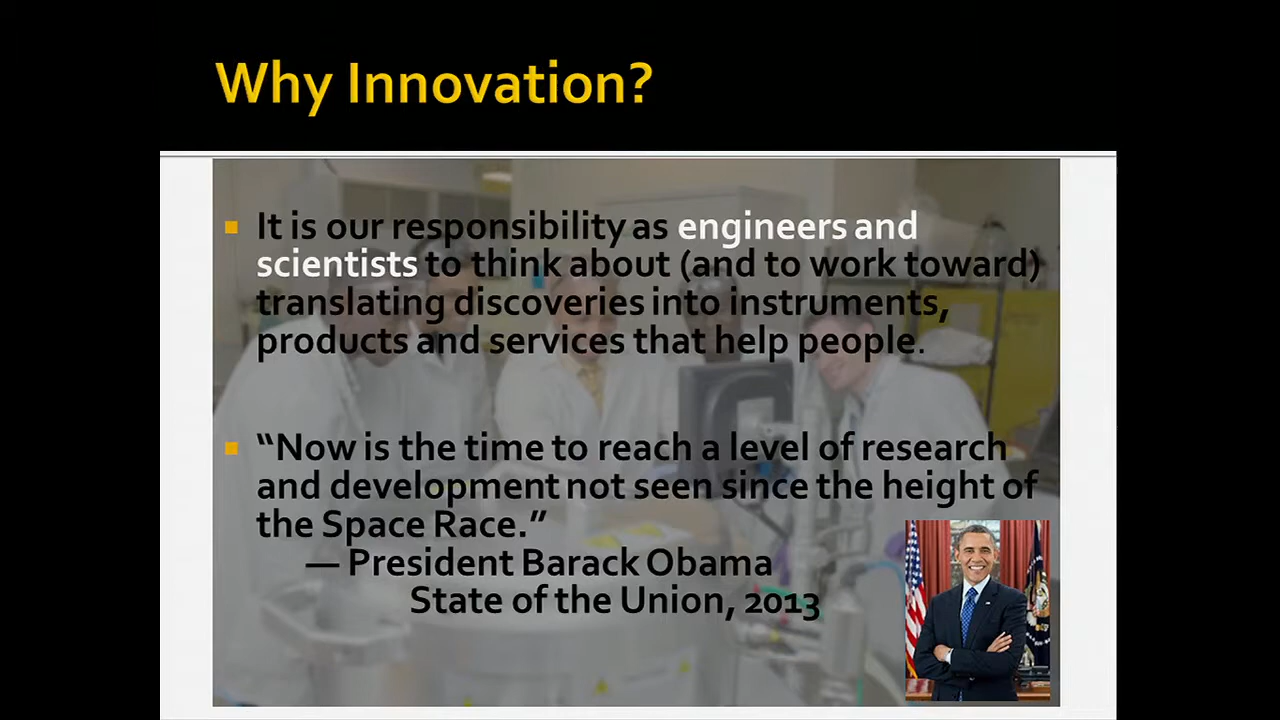 Why Innovation?
It is our responsibility as engineers and
scientists to think about (and to work toward)
translating discoveries into instruments,
products and services that help people.
“Now is the time to reach a level of research
and development not seen since the height of
the Space Race.”
— President Barack Obama
State of the Union, 2013